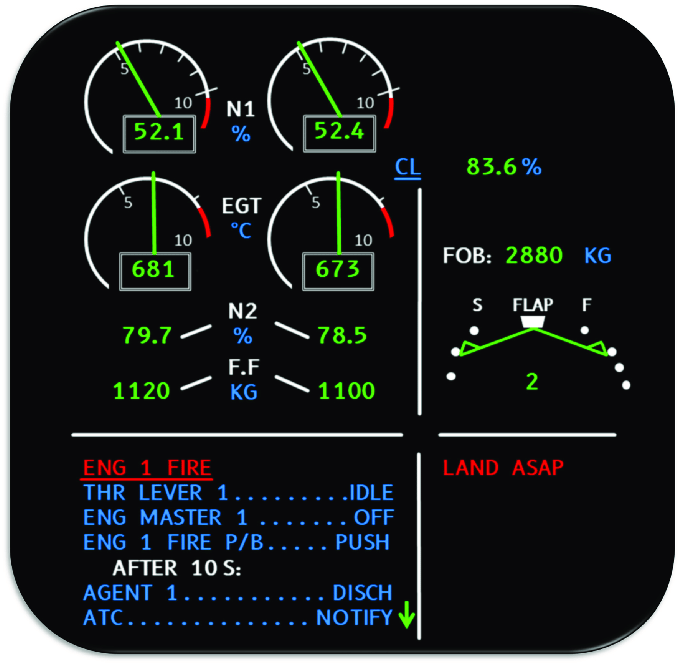 5 10 5 10
N1
52.1 % 52.4
CL 83.6 %
5 EGT 5
10 °C 10
681 673
FOB: 2880 KG
N2
79.7 % 78.5
F.F
1120 KG 1100
S FLAP F
2
ENG 1 FIRE
THR LEVER 1.........IDLE
ENG MASTER 1.......OFF
ENG 1 FIRE P/B.....PUSH
AFTER 10 S:
AGENT 1...........DISCH
ATC..............NOTIFY
LAND ASAP